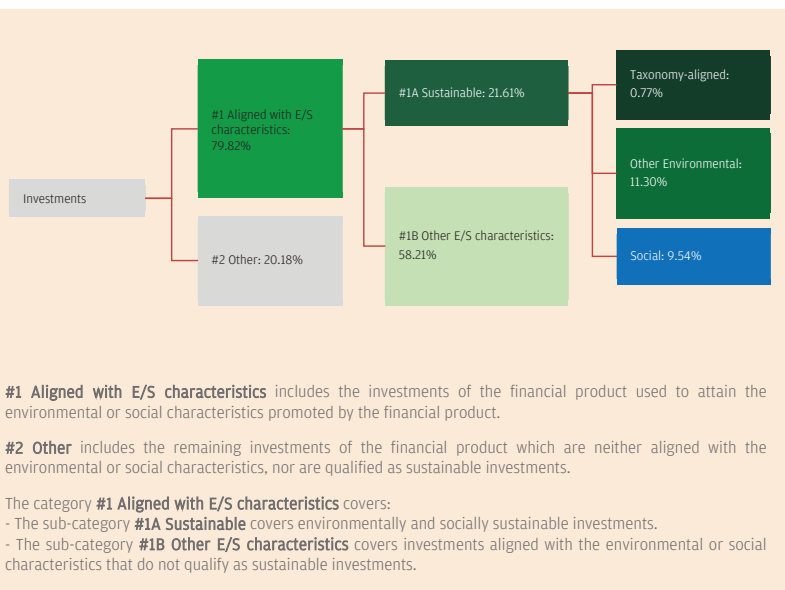 Investments
#1 Aligned with E/S
characteristics:
79.82%
#2 Other: 20.18%
#1A Sustainable: 21.61%
#1B Other E/S characteristics:
58.21%
Taxonomy-aligned:
0.77%
Other Environmental:
11.30%
Social: 9.54%
#1 Aligned with E/S characteristics includes the investments of the financial product used to attain the
environmental or social characteristics promoted by the financial product.
#2 Other includes the remaining investments of the financial product which are neither aligned with the
environmental or social characteristics, nor are qualified as sustainable investments.
The category #1 Aligned with E/S characteristics covers:
- The sub-category #1A Sustainable covers environmentally and socially sustainable investments.
- The sub-category #1B Other E/S characteristics covers investments aligned with the environmental or social
characteristics that do not qualify as sustainable investments.